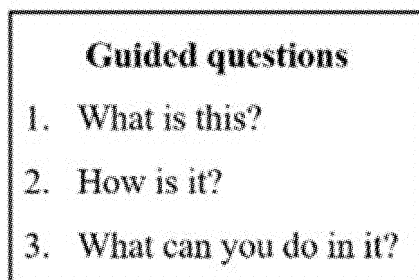 Guided questions
1. What is this?
2. How is it?
3. What can you do in it?